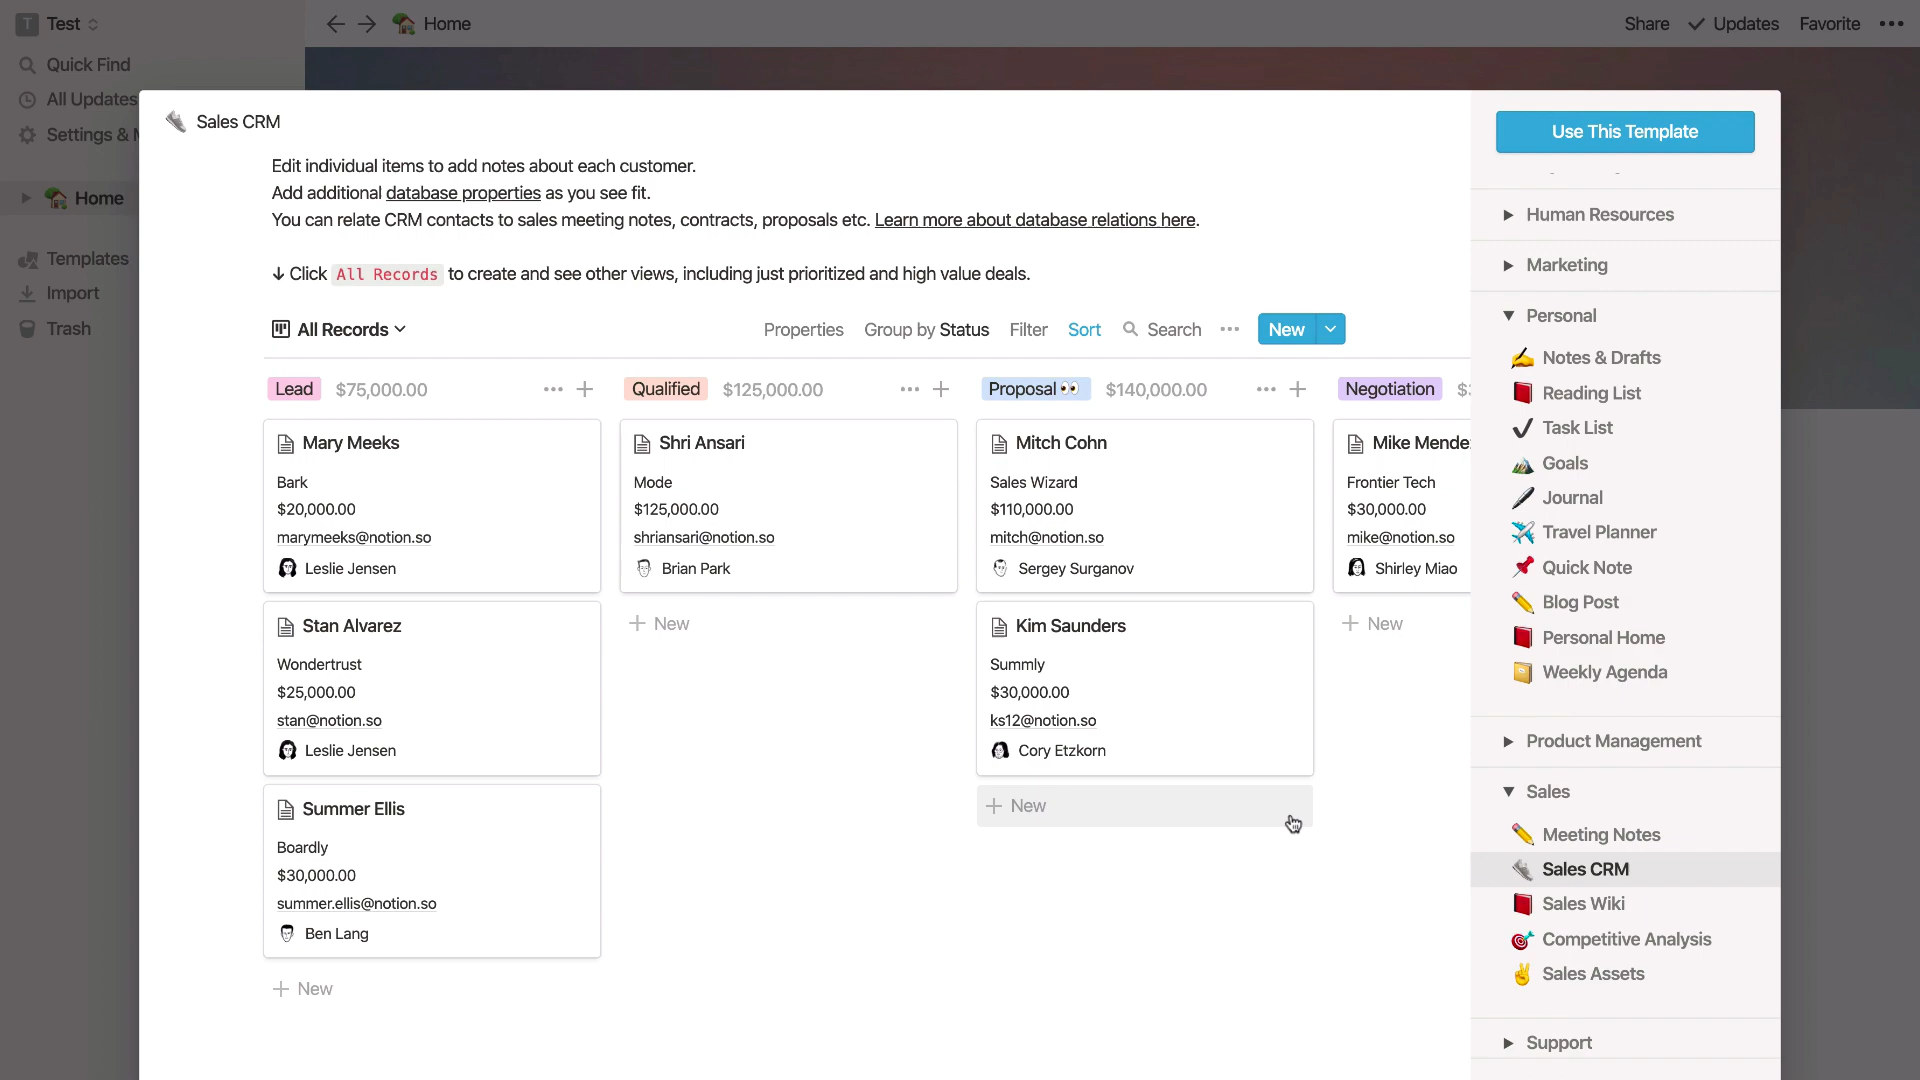 Test
Home
Share
Updates
Favorite
Quick Find
All Updates
Settings & M
Home
Templates
Import
Trash
Sales CRM
Edit individual items to add notes about each customer.
Add additional database properties as you see fit.
You can relate CRM contacts to sales meeting notes, contracts, proposals etc. Learn more about database relations here.
↓ Click All Records to create and see other views, including just prioritized and high value deals.
All Records
Properties
Group by Status
Filter
Sort
Search
New
Lead $75,000.00
Mary Meeks
Bark
$20,000.00
marymeeks@notion.so
Leslie Jensen
Stan Alvarez
Wondertrust
$25,000.00
stan@notion.so
Leslie Jensen
Summer Ellis
Boardly
$30,000.00
summer.ellis@notion.so
Ben Lang
+ New
Qualified $125,000.00
Shri Ansari
Mode
$125,000.00
shriansari@notion.so
Brian Park
+ New
Proposal 👀 $140,000.00
Mitch Cohn
Sales Wizard
$110,000.00
mitch@notion.so
Sergey Surganov
Kim Saunders
Summly
$30,000.00
ks12@notion.so
Cory Etzkorn
+ New
Negotiation
Mike Mende
Frontier Tech
$30,000.00
mike@notion.so
Shirley Miao
+ New
Use This Template
Human Resources
Marketing
Personal
Notes & Drafts
Reading List
Task List
Goals
Journal
Travel Planner
Quick Note
Blog Post
Personal Home
Weekly Agenda
Product Management
Sales
Meeting Notes
Sales CRM
Sales Wiki
Competitive Analysis
Sales Assets
Support